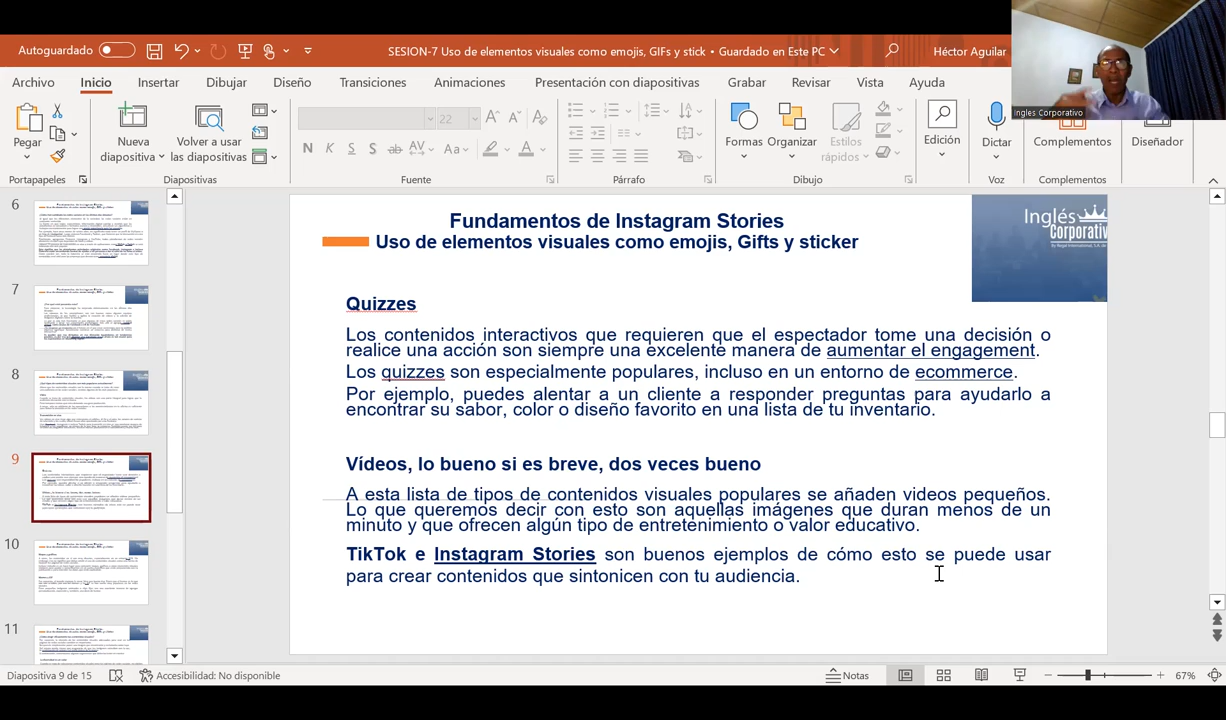 Autoguardado
SESION-7 Uso de elementos visuales como emojis, GIFs y stick • Guardado en Este PC
Héctor Aguilar
Ingles Corporativo
Archivo
Inicio
Insertar
Dibujar
Diseño
Transiciones
Animaciones
Presentación con diapositivas
Grabar
Revisar
Vista
Ayuda
Pegar
Nueva
diapositiva
Volver a usar
las diapositivas
22
Formas
Organizar
Estilos
rápidos
Edición
Dictar
Complementos
Diseñador
Portapapeles
Diapositivas
Fuente
Párrafo
Dibujo
Voz
Complementos
6
7
8
9
10
11
Fundamentos de Instagram Stories
Uso de elementos visuales como emojis, Gifts y sticker
Inglés
Corporativ
By Regal International, S.A. de
Quizzes
Los contenidos interactivos que requieren que el espectador tome una decisión o
realice una acción son siempre una excelente manera de aumentar el engagement.
Los quizzes son especialmente populares, incluso en un entorno de ecommerce.
Por ejemplo, puedes alentar a un cliente a responder preguntas para ayudarlo a
encontrar su sabor, color o diseño favorito en una lista de tu inventario.
Vídeos, lo bueno si es breve, dos veces bueno
A esta lista de tipos de contenidos visuales populares se añaden videos pequeños.
Lo que queremos decir con esto son aquellas imágenes que duran menos de un
minuto y que ofrecen algún tipo de entretenimiento o valor educativo.
TikTok e Instagram Stories son buenos ejemplos de cómo esto se puede usar
para crear contenidos que sintonicen con tu audiencia.
Diapositiva 9 de 15
Accesibilidad: No disponible
Notas
67%